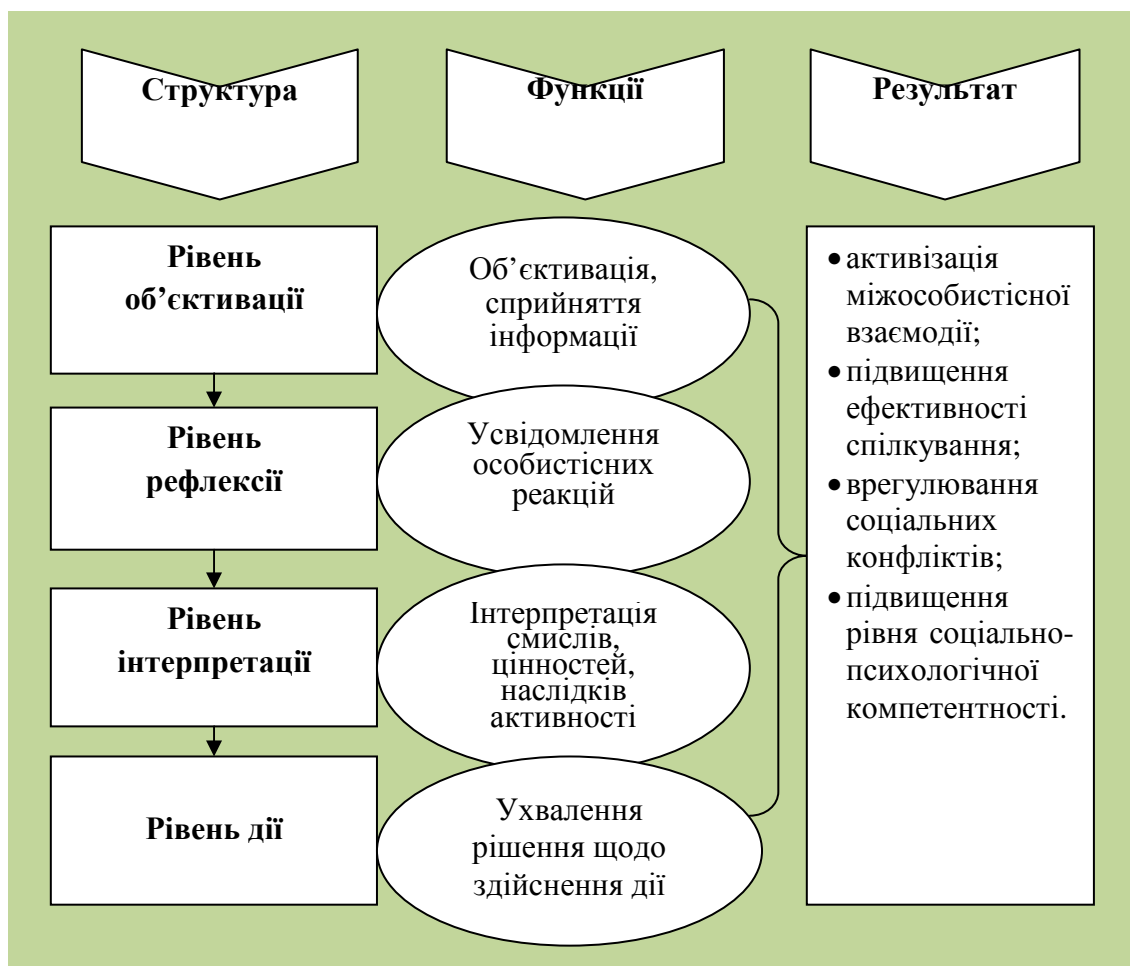 Структура
Функції
Результат
Рівень
об’єктивації
Об’єктивація,
сприйняття
інформації
Рівень
рефлексії
Усвідомлення
особистісних
реакцій
Рівень
інтерпретації
Інтерпретація
смислів,
цінностей,
наслідків
активності
Рівень дії
Ухвалення
рішення щодо
здійснення дії
• активізація
міжособистісної
взаємодії;
• підвищення
ефективності
спілкування;
• врегулювання
соціальних
конфліктів;
• підвищення
рівня соціально-
психологічної
компетентності.